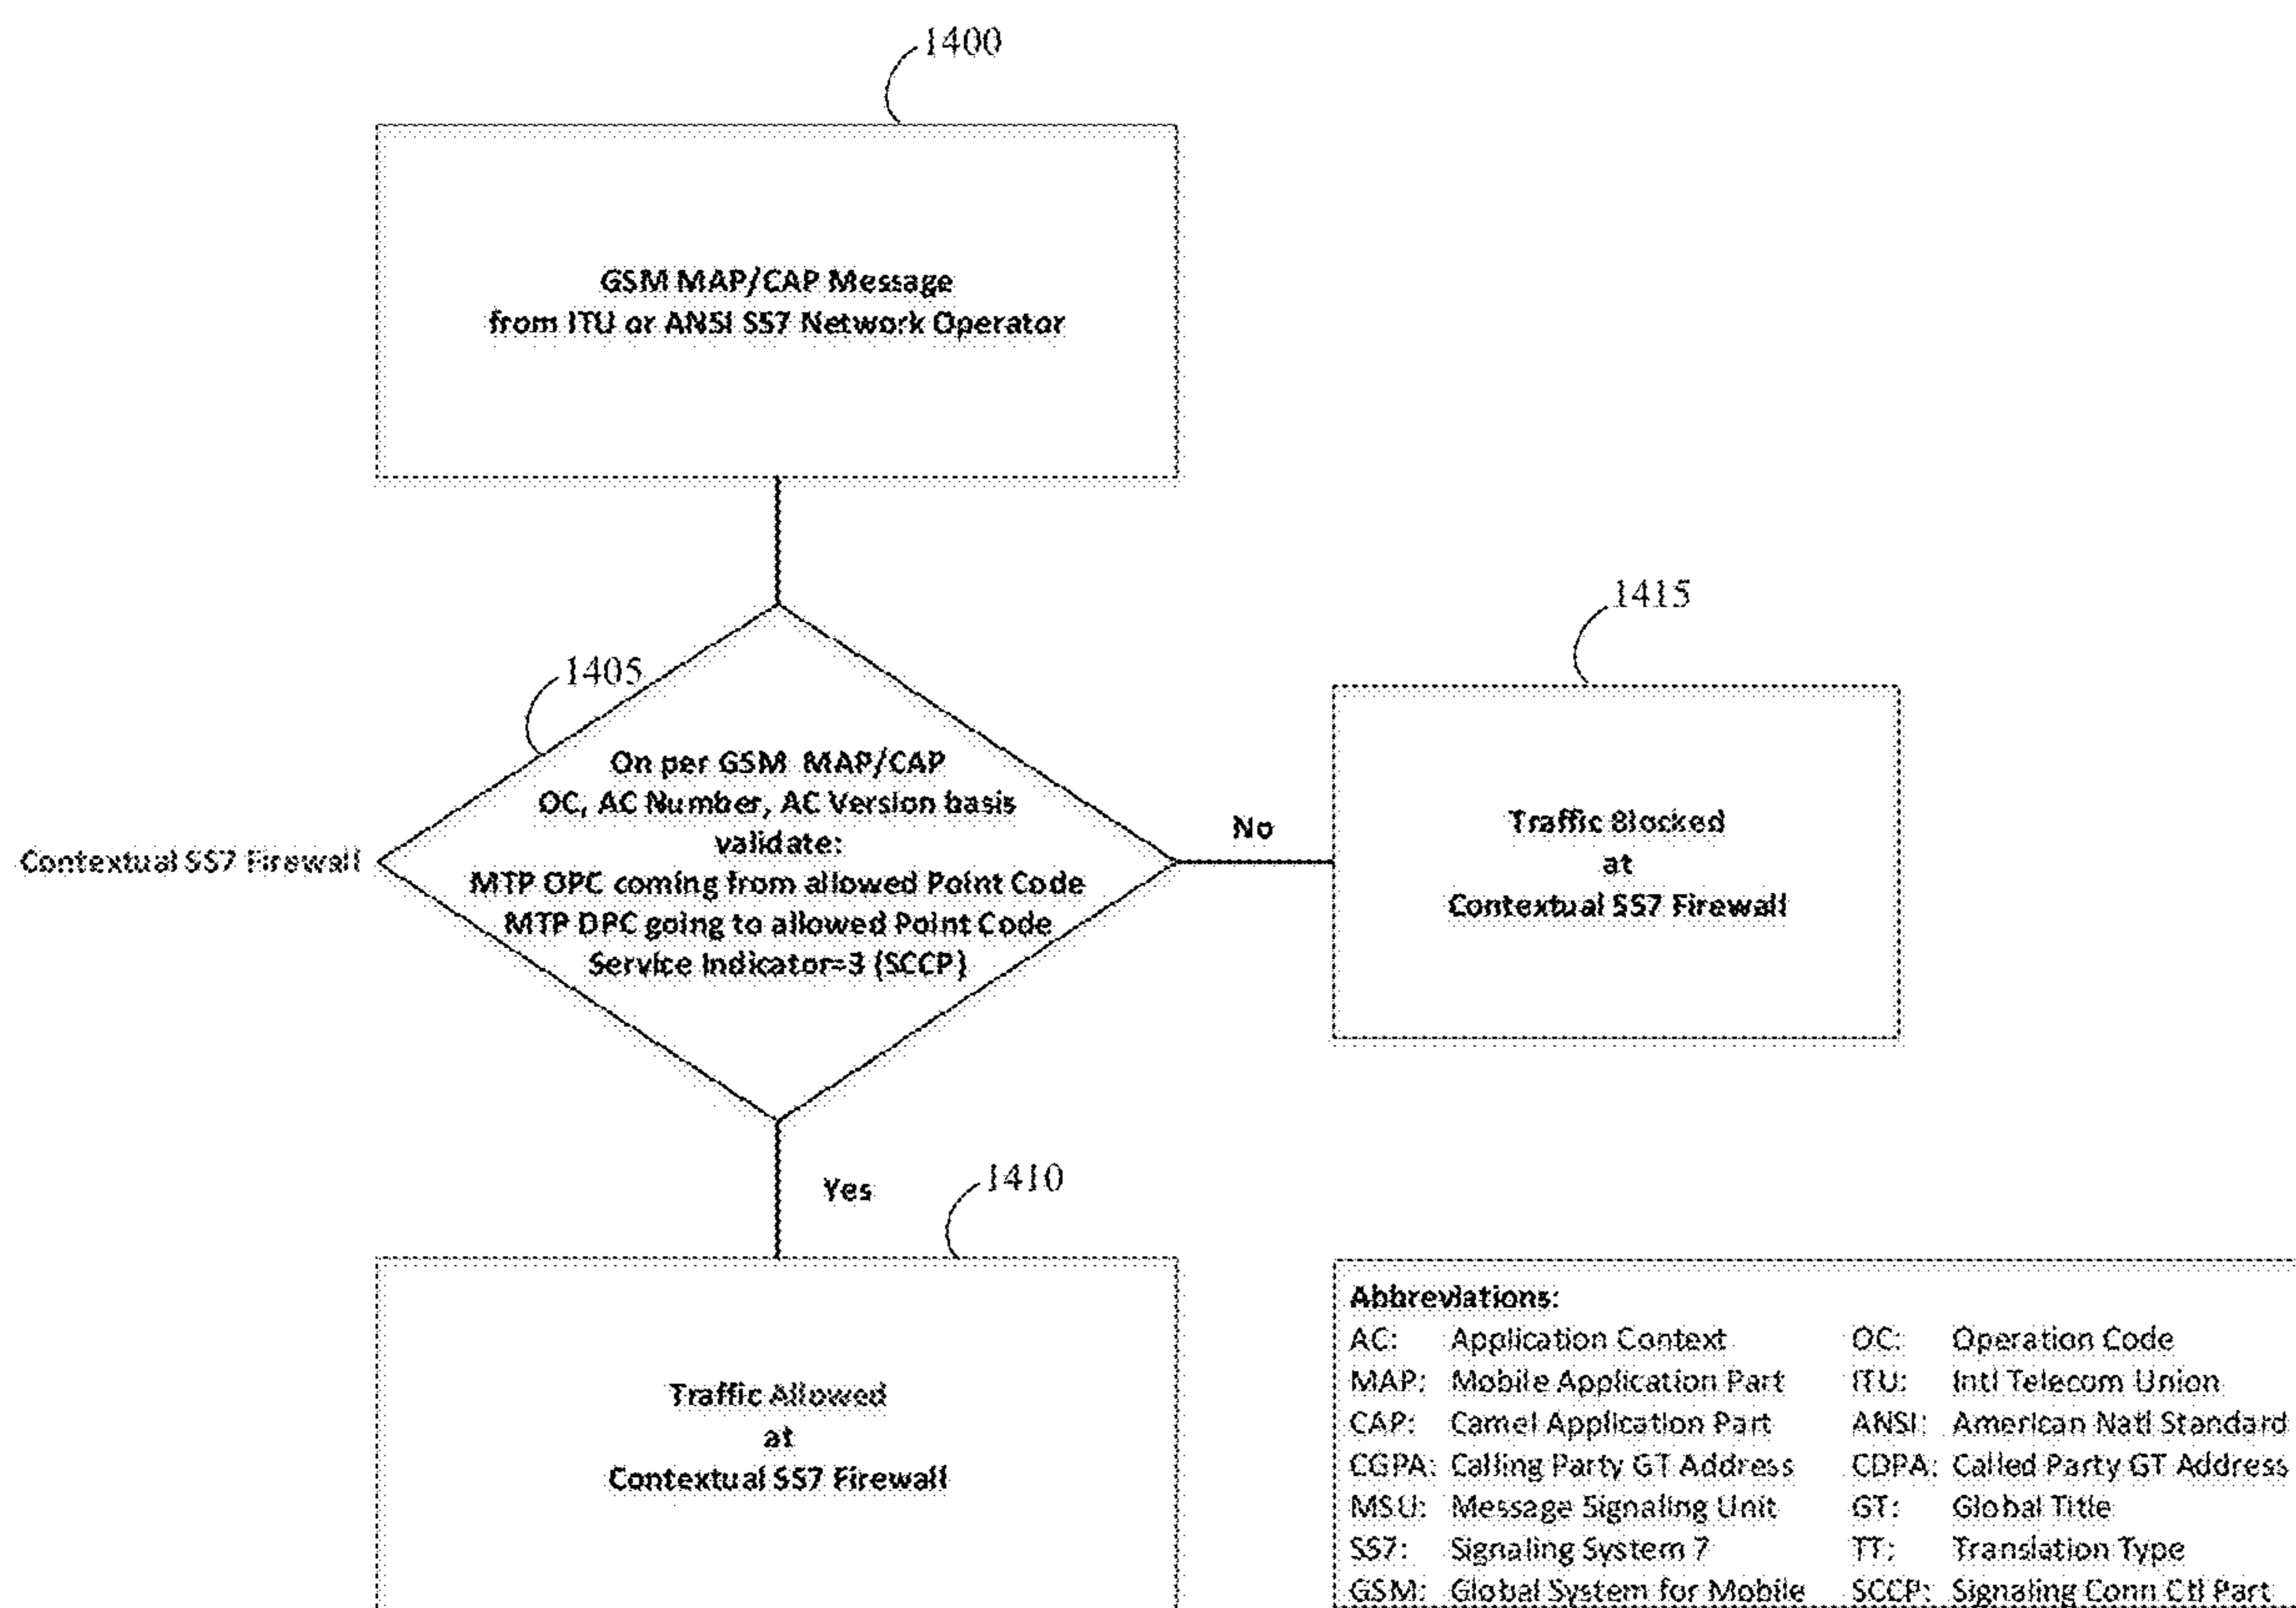 1400
GSM MAP/CAP Message
from ITU or ANSI SS7 Network Operator
1405
1415
On per GSM MAP/CAP
OC, AC Number, AC Version basis
validate:
MTP OPC coming from allowed Point Code
MTP DPC going to allowed Point Code
Service Indicator=3 (SCCP)
Contextual SS7 Firewall
No
Traffic Blocked
at
Contextual SS7 Firewall
Yes
1410
Traffic Allowed
at
Contextual SS7 Firewall
Abbreviations:
AC: Application Context OC: Operation Code
MAP: Mobile Application Part ITU: Intl Telecom Union
CAP: Camel Application Part ANSI: American Natl Standard
CGPA: Calling Party GT Address CDPA: Called Party GT Address
MSU: Message Signaling Unit GT: Global Title
SS7: Signaling System 7 TT: Translation Type
GSM: Global System for Mobile SCCP: Signaling Conn Ctl Part